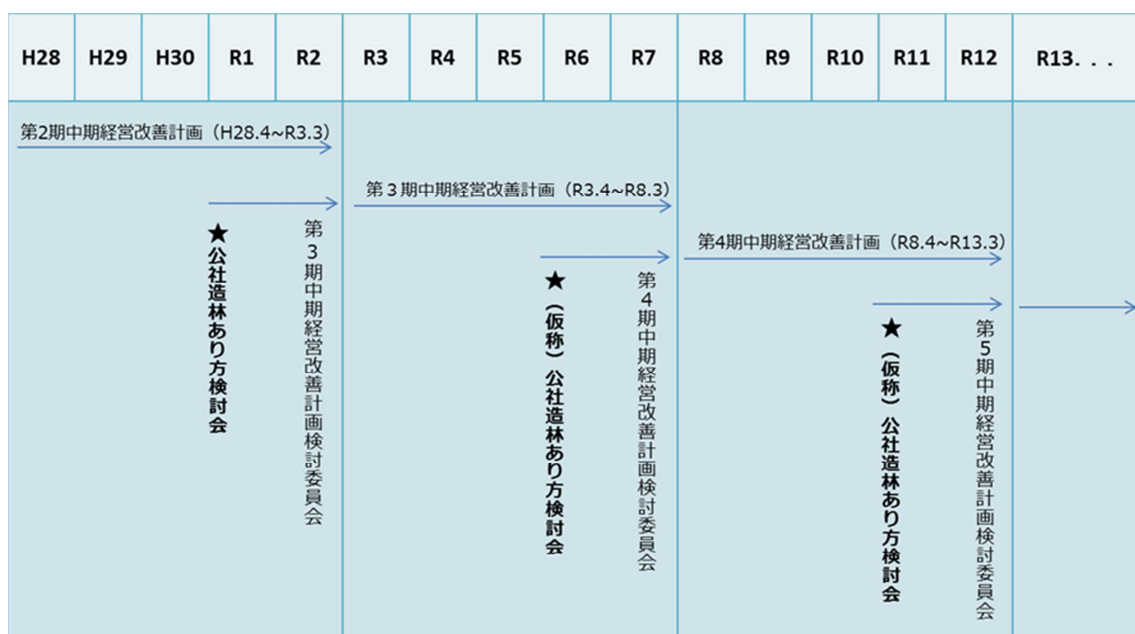 H28 H29 H30 R1 R2 R3 R4 R5 R6 R7 R8 R9 R10 R11 R12 R13. . .
第2期中期経営改善計画（H28.4~R3.3）
★公社造林あり方検討会
第3期中期経営改善計画検討委員会
第３期中期経営改善計画（R3.4~R8.3）
★（仮称）公社造林あり方検討会
第4期中期経営改善計画検討委員会
第4期中期経営改善計画（R8.4~R13.3）
★（仮称）公社造林あり方検討会
第5期中期経営改善計画検討委員会